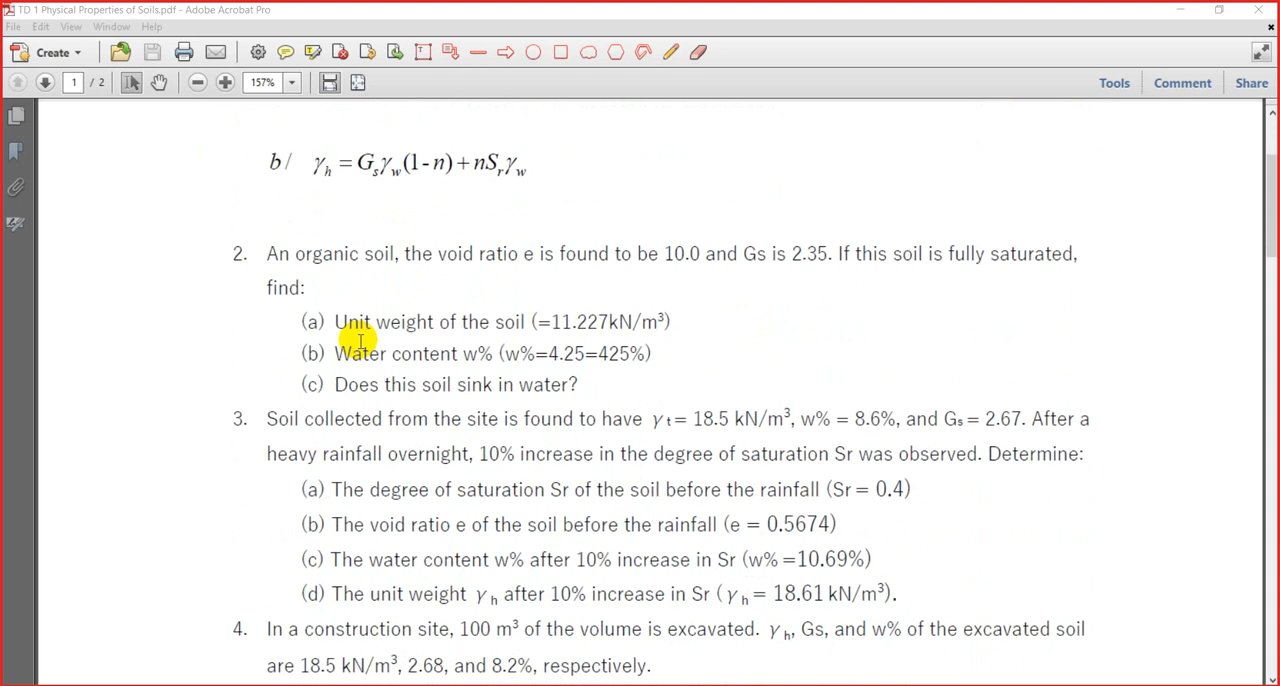 TD 1 Physical Properties of Soils.pdf - Adobe Acrobat Pro
File Edit View Window Help
Create
1 / 2 157% Tools Comment Share
b / γh = Gsγw(1-n)+nSrγw
2. An organic soil, the void ratio e is found to be 10.0 and Gs is 2.35. If this soil is fully saturated,
find:
(a) Unit weight of the soil (=11.227kN/m³)
(b) Water content w% (w%=4.25=425%)
(c) Does this soil sink in water?
3. Soil collected from the site is found to have γt= 18.5 kN/m³, w% = 8.6%, and Gs = 2.67. After a
heavy rainfall overnight, 10% increase in the degree of saturation Sr was observed. Determine:
(a) The degree of saturation Sr of the soil before the rainfall (Sr = 0.4)
(b) The void ratio e of the soil before the rainfall (e = 0.5674)
(c) The water content w% after 10% increase in Sr (w% =10.69%)
(d) The unit weight γh after 10% increase in Sr ( γh = 18.61 kN/m³).
4. In a construction site, 100 m³ of the volume is excavated. γh, Gs, and w% of the excavated soil
are 18.5 kN/m³, 2.68, and 8.2%, respectively.